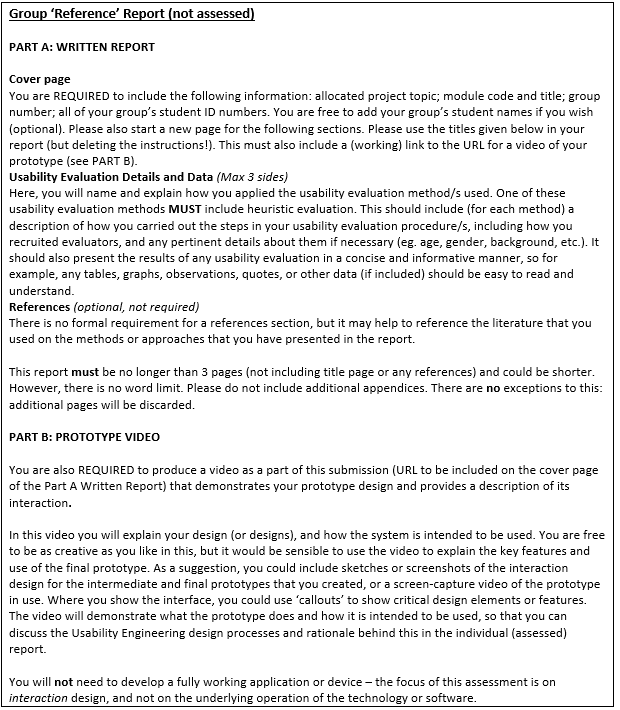 Group ‘Reference’ Report (not assessed)
PART A: WRITTEN REPORT
Cover page
You are REQUIRED to include the following information: allocated project topic; module code and title; group
number; all of your group’s student ID numbers. You are free to add your group’s student names if you wish
(optional). Please also start a new page for the following sections. Please use the titles given below in your
report (but deleting the instructions!). This must also include a (working) link to the URL for a video of your
prototype (see PART B).
Usability Evaluation Details and Data (Max 3 sides)
Here, you will name and explain how you applied the usability evaluation method/s used. One of these
usability evaluation methods MUST include heuristic evaluation. This should include (for each method) a
description of how you carried out the steps in your usability evaluation procedure/s, including how you
recruited evaluators, and any pertinent details about them if necessary (eg. age, gender, background, etc.). It
should also present the results of any usability evaluation in a concise and informative manner, so for
example, any tables, graphs, observations, quotes, or other data (if included) should be easy to read and
understand.
References (optional, not required)
There is no formal requirement for a references section, but it may help to reference the literature that you
used on the methods or approaches that you have presented in the report.
This report must be no longer than 3 pages (not including title page or any references) and could be shorter.
However, there is no word limit. Please do not include additional appendices. There are no exceptions to this:
additional pages will be discarded.
PART B: PROTOTYPE VIDEO
You are also REQUIRED to produce a video as a part of this submission (URL to be included on the cover page
of the Part A Written Report) that demonstrates your prototype design and provides a description of its
interaction.
In this video you will explain your design (or designs), and how the system is intended to be used. You are free
to be as creative as you like in this, but it would be sensible to use the video to explain the key features and
use of the final prototype. As a suggestion, you could include sketches or screenshots of the interaction
design for the intermediate and final prototypes that you created, or a screen-capture video of the prototype
in use. Where you show the interface, you could use ‘callouts’ to show critical design elements or features.
The video will demonstrate what the prototype does and how it is intended to be used, so that you can
discuss the Usability Engineering design processes and rationale behind this in the individual (assessed)
report.
You will not need to develop a fully working application or device – the focus of this assessment is on
interaction design, and not on the underlying operation of the technology or software.